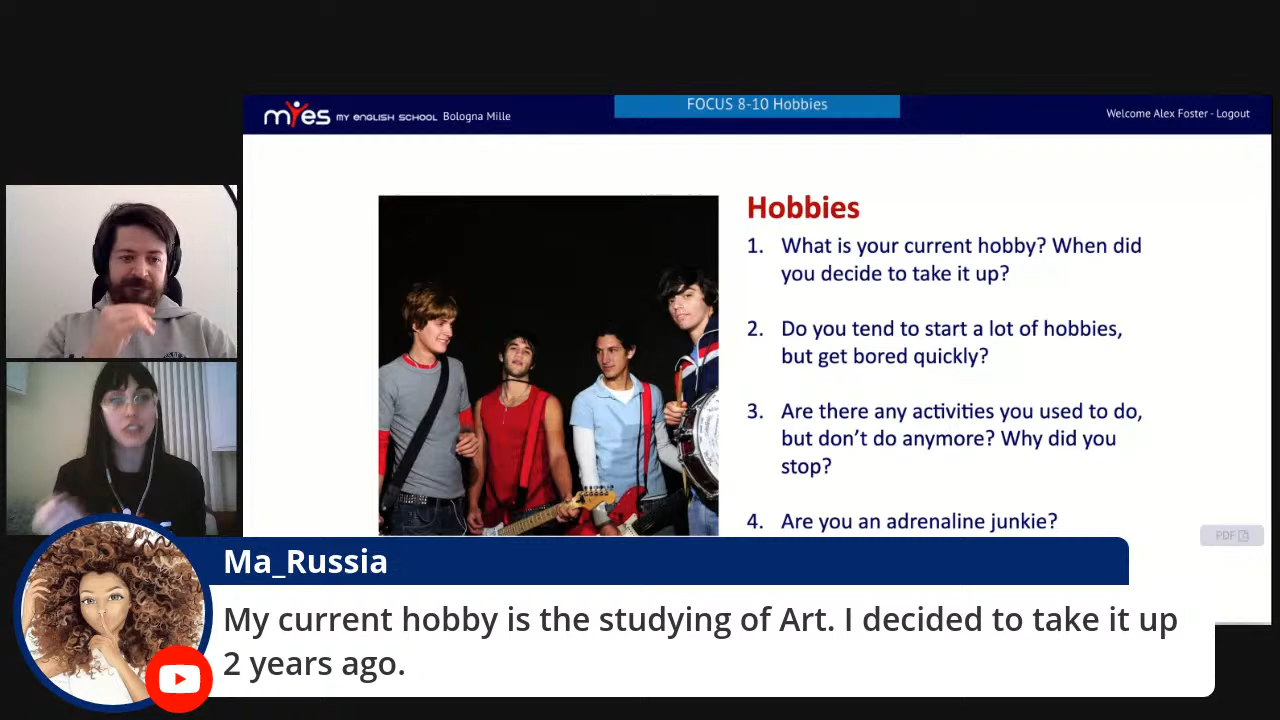 FOCUS 8-10 Hobbies
myes MY ENGLISH SCHOOL Bologna Mille
Welcome Alex Foster - Logout
Hobbies
1. What is your current hobby? When did
you decide to take it up?
2. Do you tend to start a lot of hobbies,
but get bored quickly?
3. Are there any activities you used to do,
but don't do anymore? Why did you
stop?
4. Are you an adrenaline junkie?
PDF
Ma_Russia
My current hobby is the studying of Art. I decided to take it up
2 years ago.